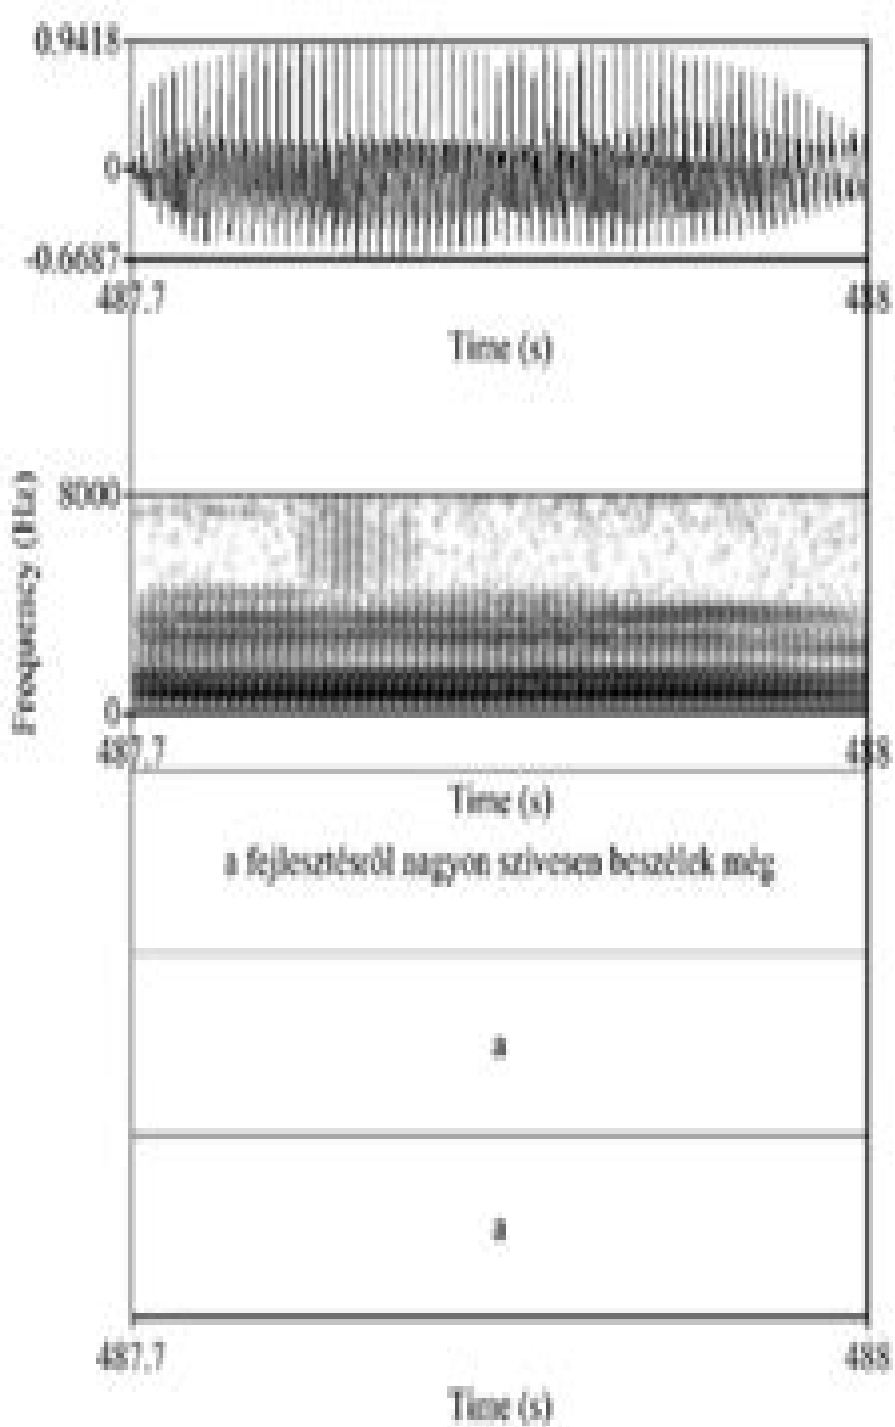 0.9418
0
-0.6687
487.7 488
Time (s)
Frequency (Hz)
8000
0
487.7 488
Time (s)
a fejlesztésről nagyon szívesen beszélek még
a
a
487.7 488
Time (s)